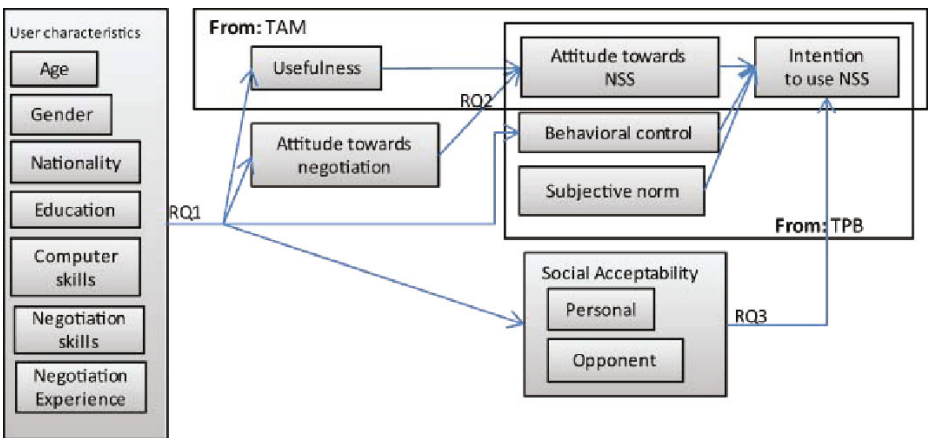 User characteristics
Age
Gender
Nationality
Education
Computer
skills
Negotiation
skills
Negotiation
Experience
RQ1
From: TAM
Usefulness
Attitude towards
negotiation
RQ2
Attitude towards
NSS
Intention
to use NSS
Behavioral control
Subjective norm
From: TPB
Social Acceptability
Personal
Opponent
RQ3